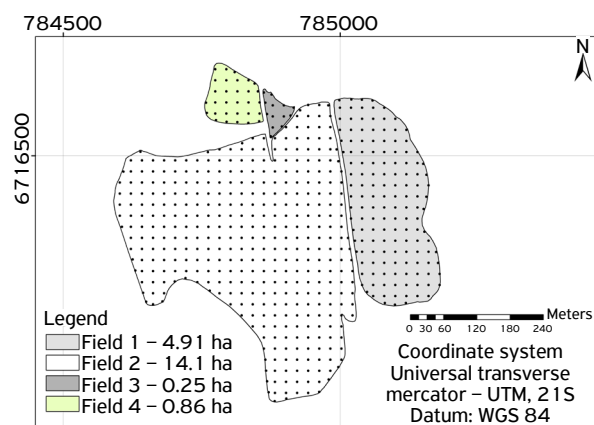 784500 785000
N
6716500
Legend
Field 1 – 4.91 ha
Field 2 – 14.1 ha
Field 3 – 0.25 ha
Field 4 – 0.86 ha
Meters
0 30 60 120 180 240
Coordinate system
Universal transverse
mercator – UTM, 21S
Datum: WGS 84